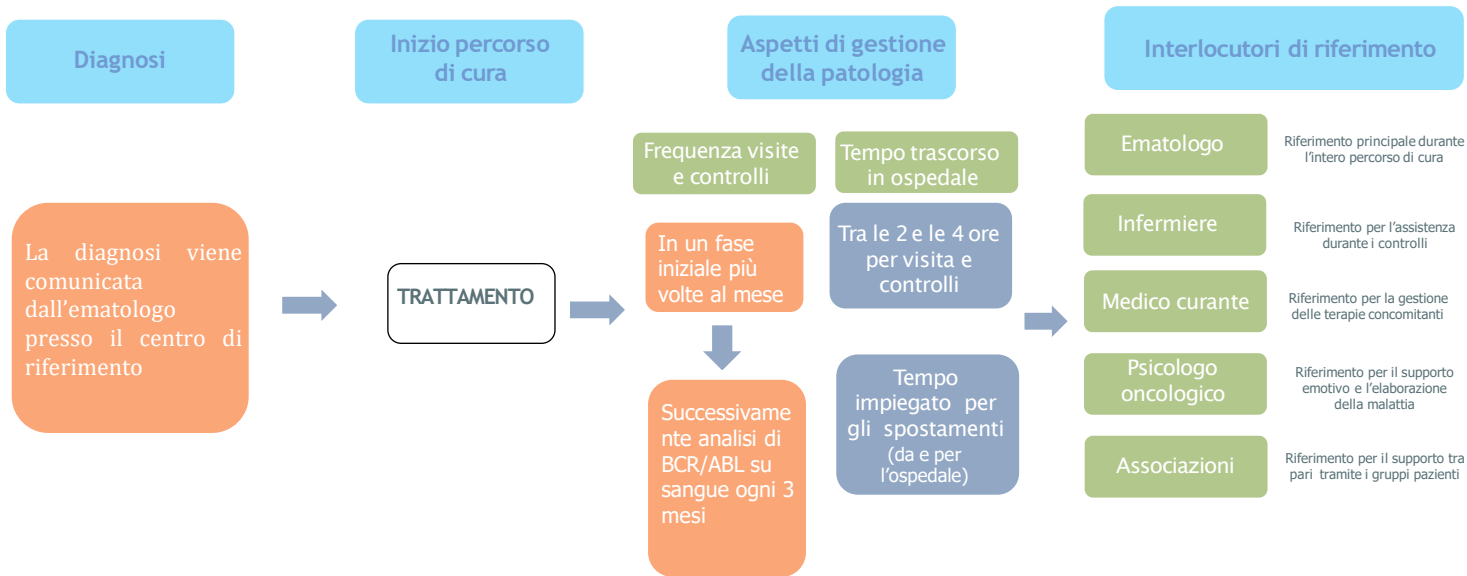 Diagnosi
Inizio percorso
di cura
Aspetti di gestione
della patologia
Interlocutori di riferimento
La diagnosi viene
comunicata
dall'ematologo
presso il centro di
riferimento
TRATTAMENTO
Frequenza visite
e controlli
In un fase
iniziale più
volte al mese
Successivame
nte analisi di
BCR/ABL su
sangue ogni 3
mesi
Tempo trascorso
in ospedale
Tra le 2 e le 4 ore
per visita e
controlli
Tempo
impiegato per
gli spostamenti
(da e per
l'ospedale)
Ematologo
Riferimento principale durante
l'intero percorso di cura
Infermiere
Riferimento per l'assistenza
durante i controlli
Medico curante
Riferimento per la gestione
delle terapie concomitanti
Psicologo
oncologico
Riferimento per il supporto
emotivo e l'elaborazione
della malattia
Associazioni
Riferimento per il supporto tra
pari tramite i gruppi pazienti